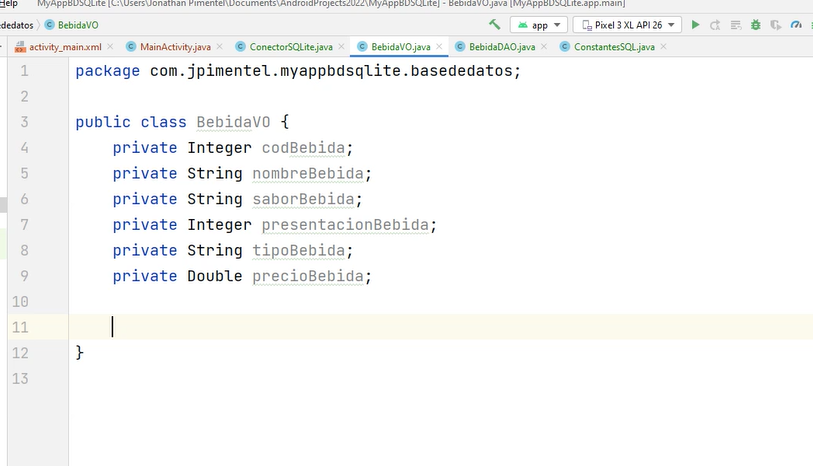 Help MyAppBDSQLite [C:\Users\Jonathan Pimentel\Documents\AndroidProjects2022\MyAppBDSQLite] - BebidaVO.java [MyAppBDSQLite.app.main]
ededatos BebidaVO app Pixel 3 XL API 26
activity_main.xml MainActivity.java ConectorSQLite.java BebidaVO.java BebidaDAO.java ConstantesSQL.java
1 package com.jpimentel.myappbdsqlite.basededatos;
2
3 public class BebidaVO {
4 private Integer codBebida;
5 private String nombreBebida;
6 private String saborBebida;
7 private Integer presentacionBebida;
8 private String tipoBebida;
9 private Double precioBebida;
10
11
12 }
13